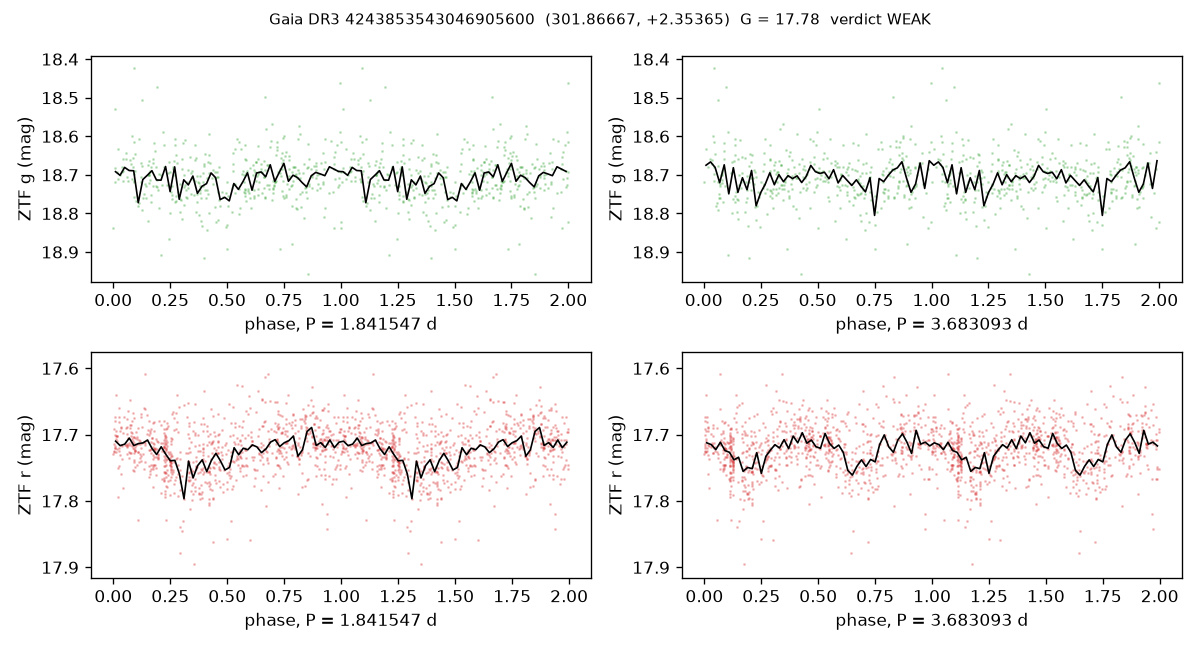 Gaia DR3 4243853543046905600  (301.86667, +2.35365)  G = 17.78  verdict WEAK
ZTF g (mag)
18.4
18.5
18.6
18.7
18.8
18.9
0.00 0.25 0.50 0.75 1.00 1.25 1.50 1.75 2.00
phase, P = 1.841547 d
ZTF g (mag)
18.4
18.5
18.6
18.7
18.8
18.9
0.00 0.25 0.50 0.75 1.00 1.25 1.50 1.75 2.00
phase, P = 3.683093 d
ZTF r (mag)
17.6
17.7
17.8
17.9
0.00 0.25 0.50 0.75 1.00 1.25 1.50 1.75 2.00
phase, P = 1.841547 d
ZTF r (mag)
17.6
17.7
17.8
17.9
0.00 0.25 0.50 0.75 1.00 1.25 1.50 1.75 2.00
phase, P = 3.683093 d